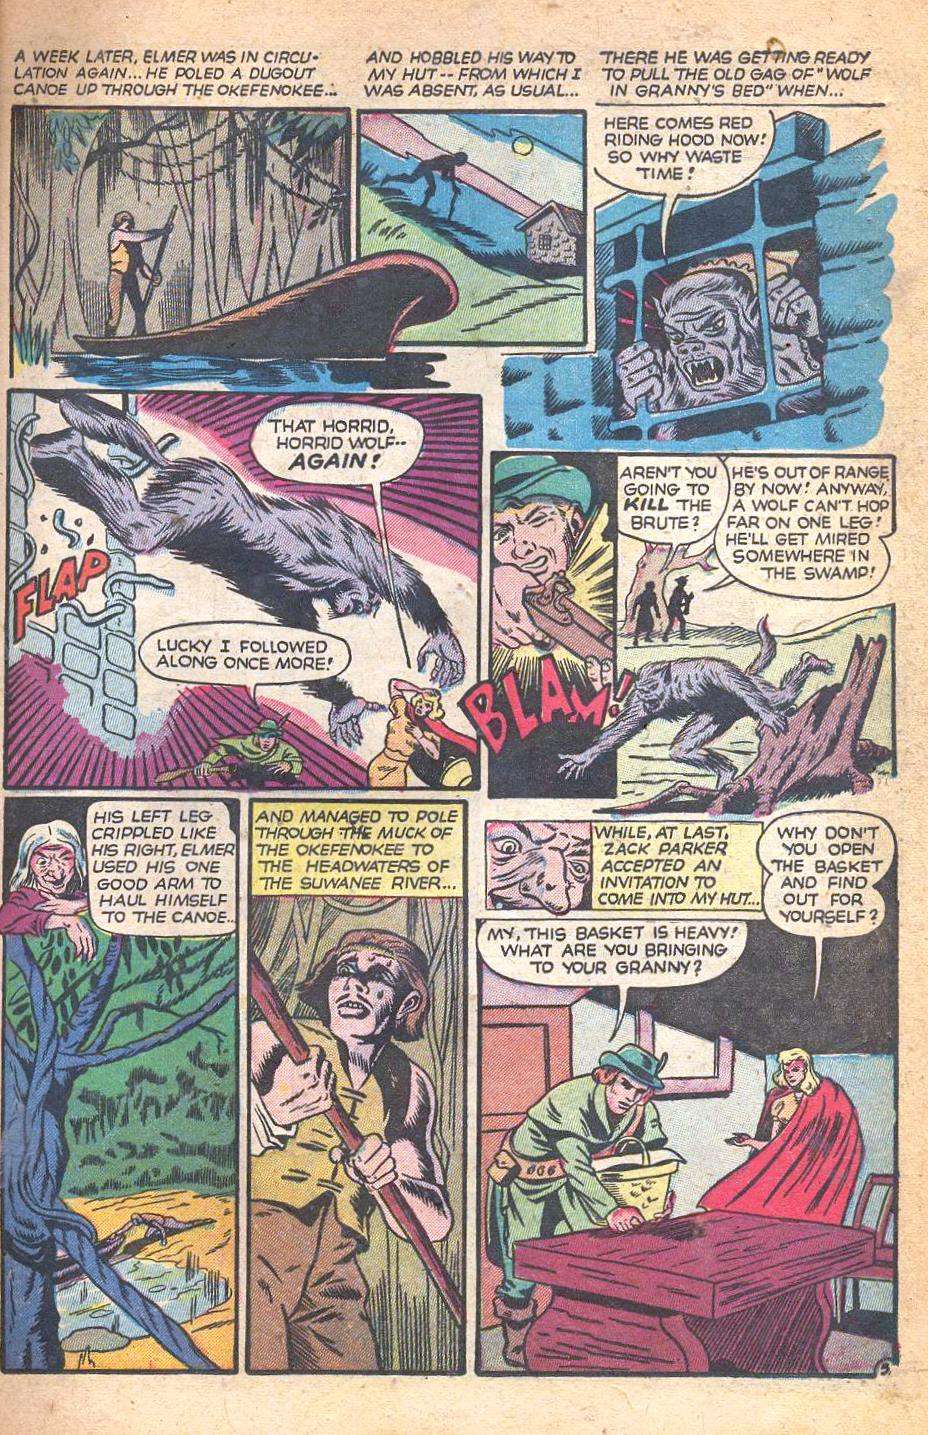 A WEEK LATER, ELMER WAS IN CIRCU-
LATION AGAIN... HE POLED A DUGOUT
CANOE UP THROUGH THE OKEFENOKEE...
AND HOBBLED HIS WAY TO
MY HUT -- FROM WHICH I
WAS ABSENT, AS USUAL...
THERE HE WAS GETTING READY
TO PULL THE OLD GAG OF "WOLF
IN GRANNY'S BED" WHEN...
HERE COMES RED
RIDING HOOD NOW!
SO WHY WASTE
TIME!
THAT HORRID,
HORRID WOLF--
AGAIN!
FLAP
LUCKY I FOLLOWED
ALONG ONCE MORE!
BLAM!
AREN'T YOU
GOING TO
KILL THE
BRUTE?
HE'S OUT OF RANGE
BY NOW! ANYWAY,
A WOLF CAN'T HOP
FAR ON ONE LEG!
HE'LL GET MIRED
SOMEWHERE IN
THE SWAMP!
HIS LEFT LEG
CRIPPLED LIKE
HIS RIGHT, ELMER
USED HIS ONE
GOOD ARM TO
HAUL HIMSELF
TO THE CANOE...
AND MANAGED TO POLE
THROUGH THE MUCK OF
THE OKEFENOKEE TO
THE HEADWATERS OF
THE SUWANEE RIVER...
WHILE, AT LAST,
ZACK PARKER
ACCEPTED AN
INVITATION TO
COME INTO MY HUT...
MY, THIS BASKET IS HEAVY!
WHAT ARE YOU BRINGING
TO YOUR GRANNY?
WHY DON'T
YOU OPEN
THE BASKET
AND FIND
OUT FOR
YOURSELF?